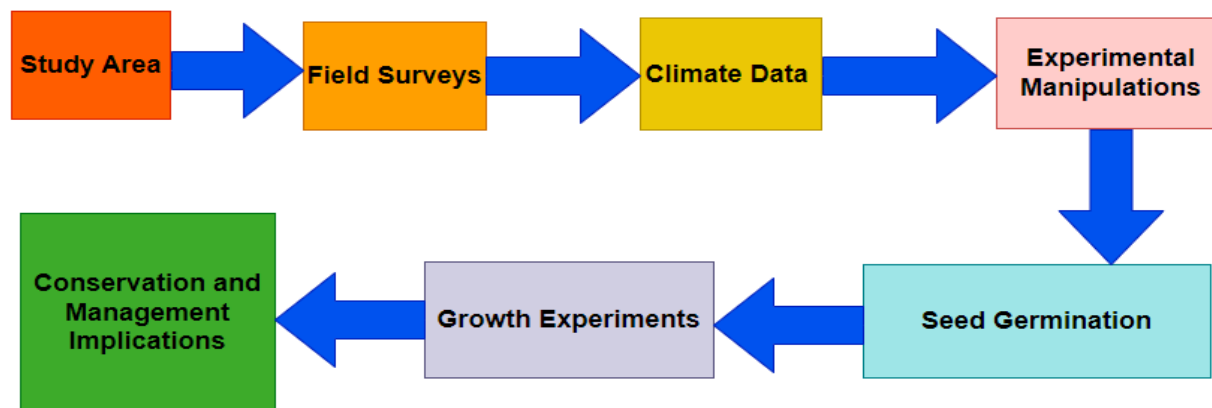 Study Area
Field Surveys
Climate Data
Experimental
Manipulations
Seed Germination
Growth Experiments
Conservation and
Management
Implications